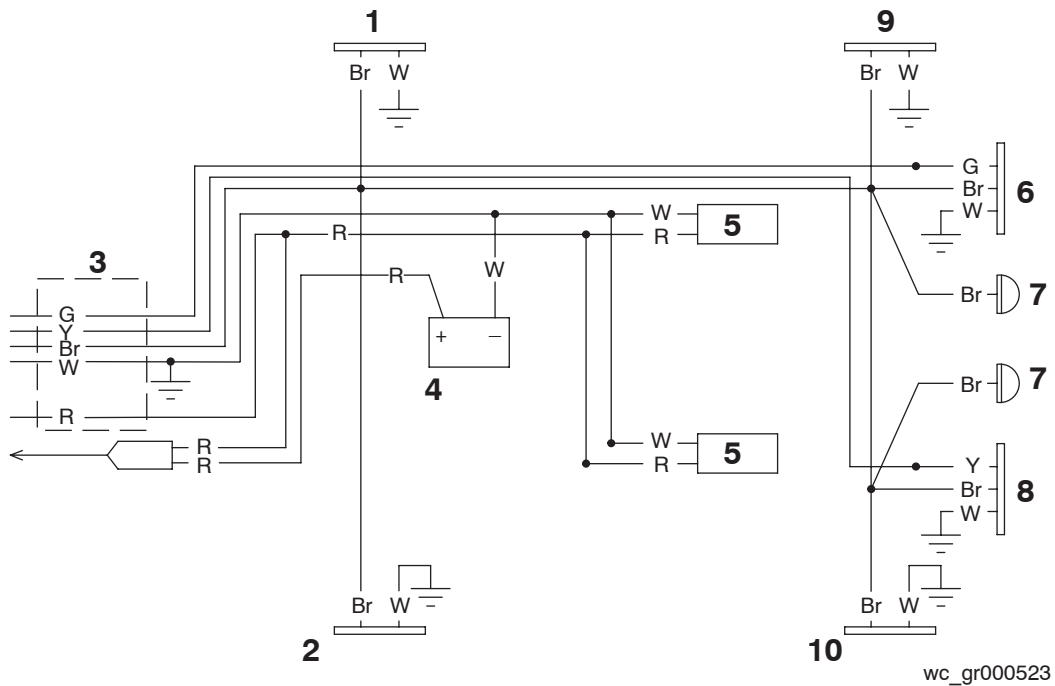 1 9
Br W Br W
G
Br 6
W
W 5
R R
3 W
R Br 7
G
Y
Br
W
+ −
4
Br 7
R
R
R
W 5
R
Y
Br 8
W
Br W Br W
2 10
wc_gr000523